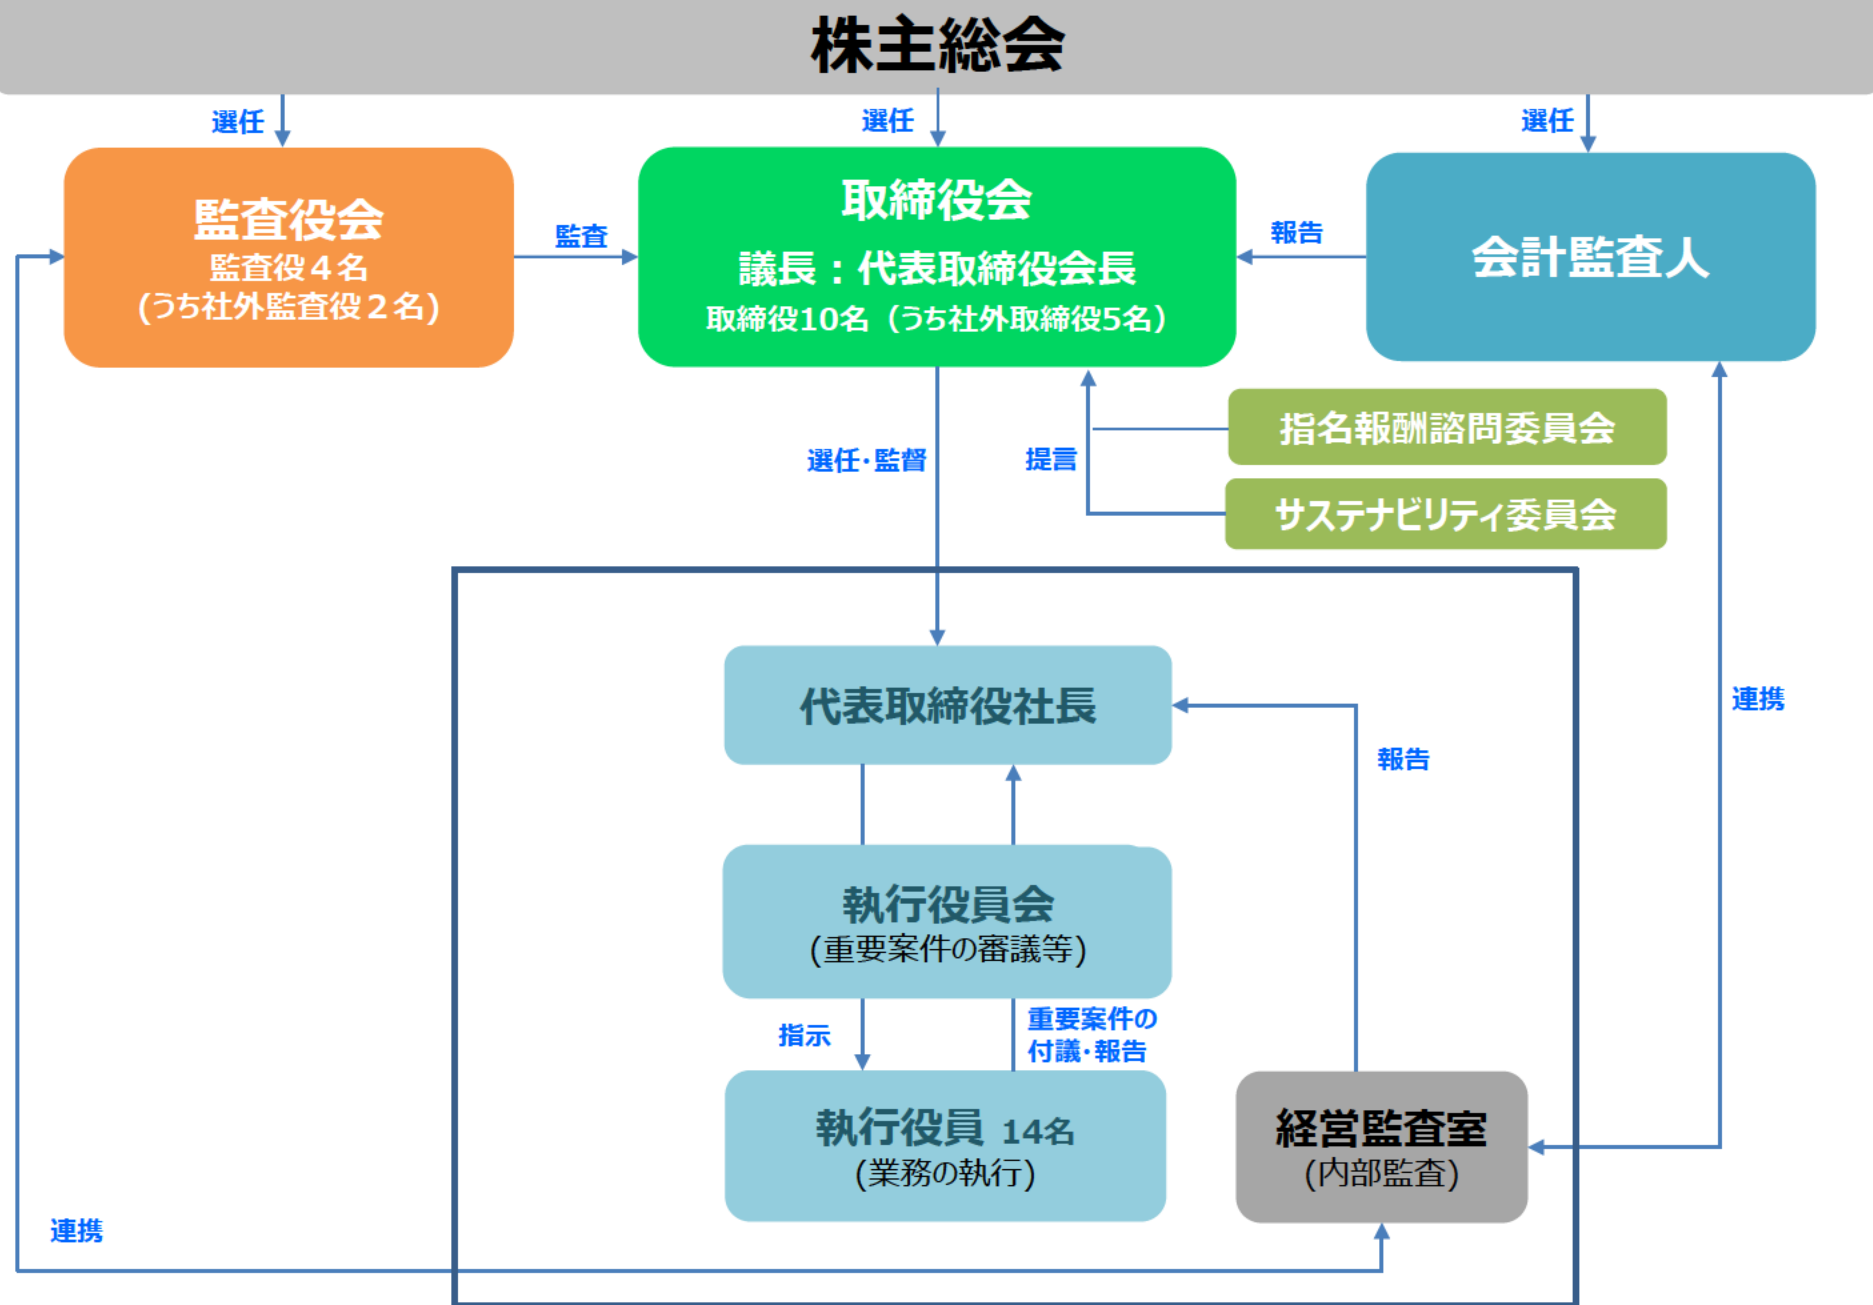 株主総会
選任
選任
選任
監査役会
監査役４名
(うち社外監査役２名)
監査
取締役会
議長：代表取締役会長
取締役10名（うち社外取締役5名）
報告
会計監査人
選任･監督
提言
指名報酬諮問委員会
サステナビリティ委員会
代表取締役社長
連携
報告
執行役員会
(重要案件の審議等)
指示
重要案件の
付議･報告
執行役員 14名
(業務の執行)
経営監査室
(内部監査)
連携